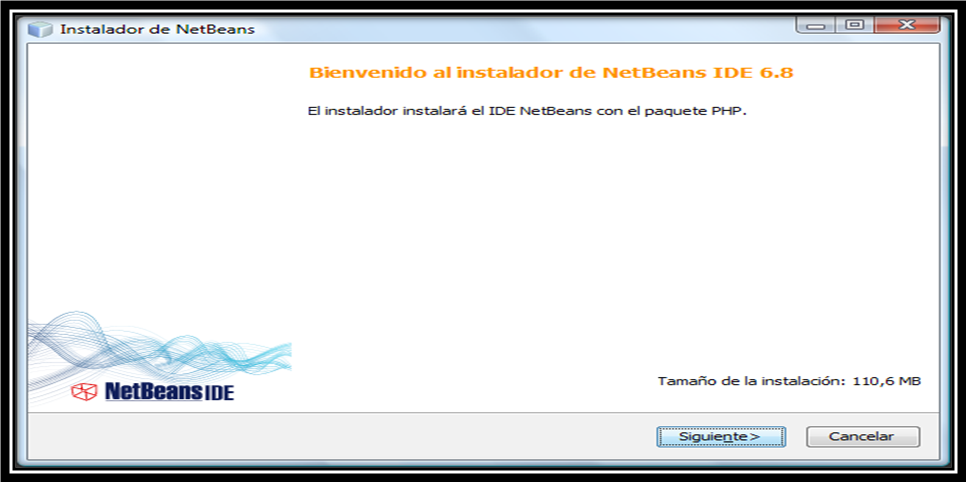 Instalador de NetBeans
Bienvenido al instalador de NetBeans IDE 6.8
El instalador instalará el IDE NetBeans con el paquete PHP.
NetBeans IDE
Tamaño de la instalación: 110,6 MB
Siguiente>
Cancelar